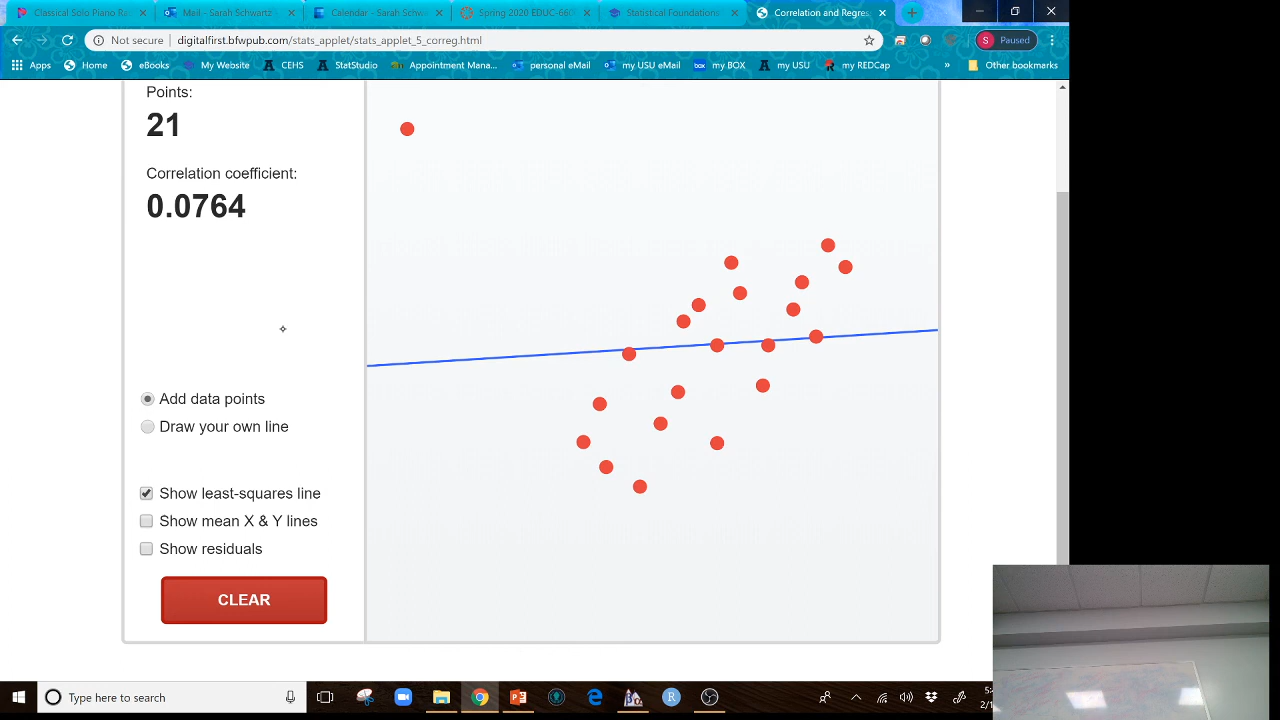 Classical Solo Piano Ra
Mail - Sarah Schwartz
Calendar - Sarah Schw
Spring 2020 EDUC-660
Statistical Foundations
Correlation and Regres
Not secure
digitalfirst.bfwpub.com/stats_applet/stats_applet_5_correg.html
S Paused
Apps
Home
eBooks
My Website
CEHS
StatStudio
Appointment Mana...
personal eMail
my USU eMail
my BOX
my USU
my REDCap
»
Other bookmarks
Points:
21
Correlation coefficient:
0.0764
Add data points
Draw your own line
Show least-squares line
Show mean X & Y lines
Show residuals
CLEAR
Type here to search